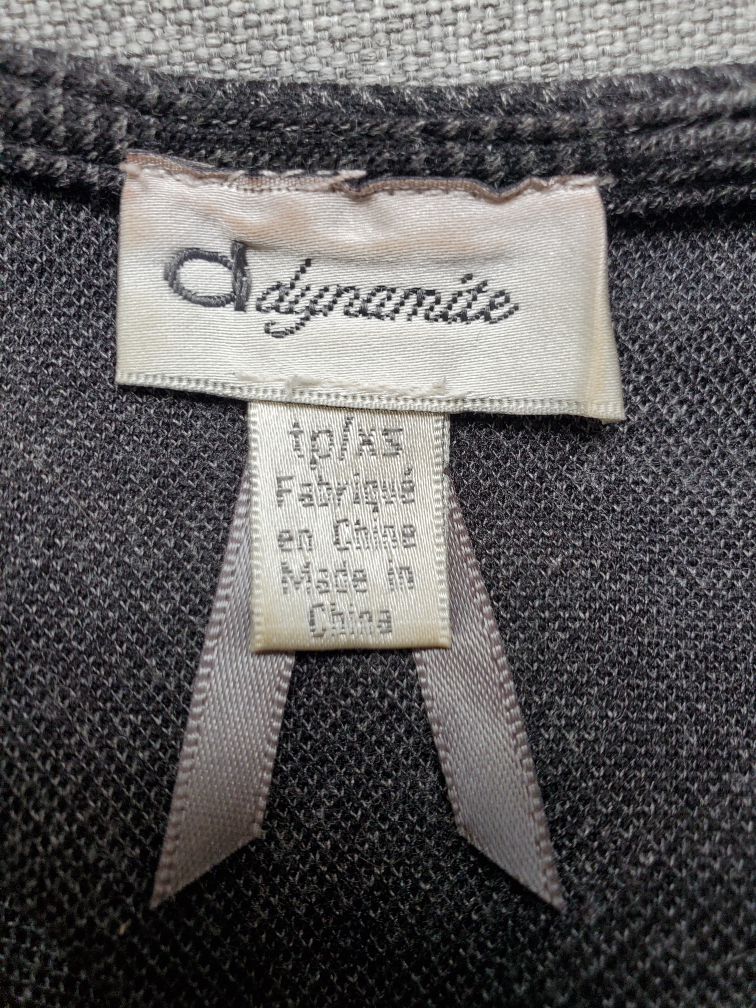 d dynamite
tp/xs
Fabriqué
en Chine
Made in
China